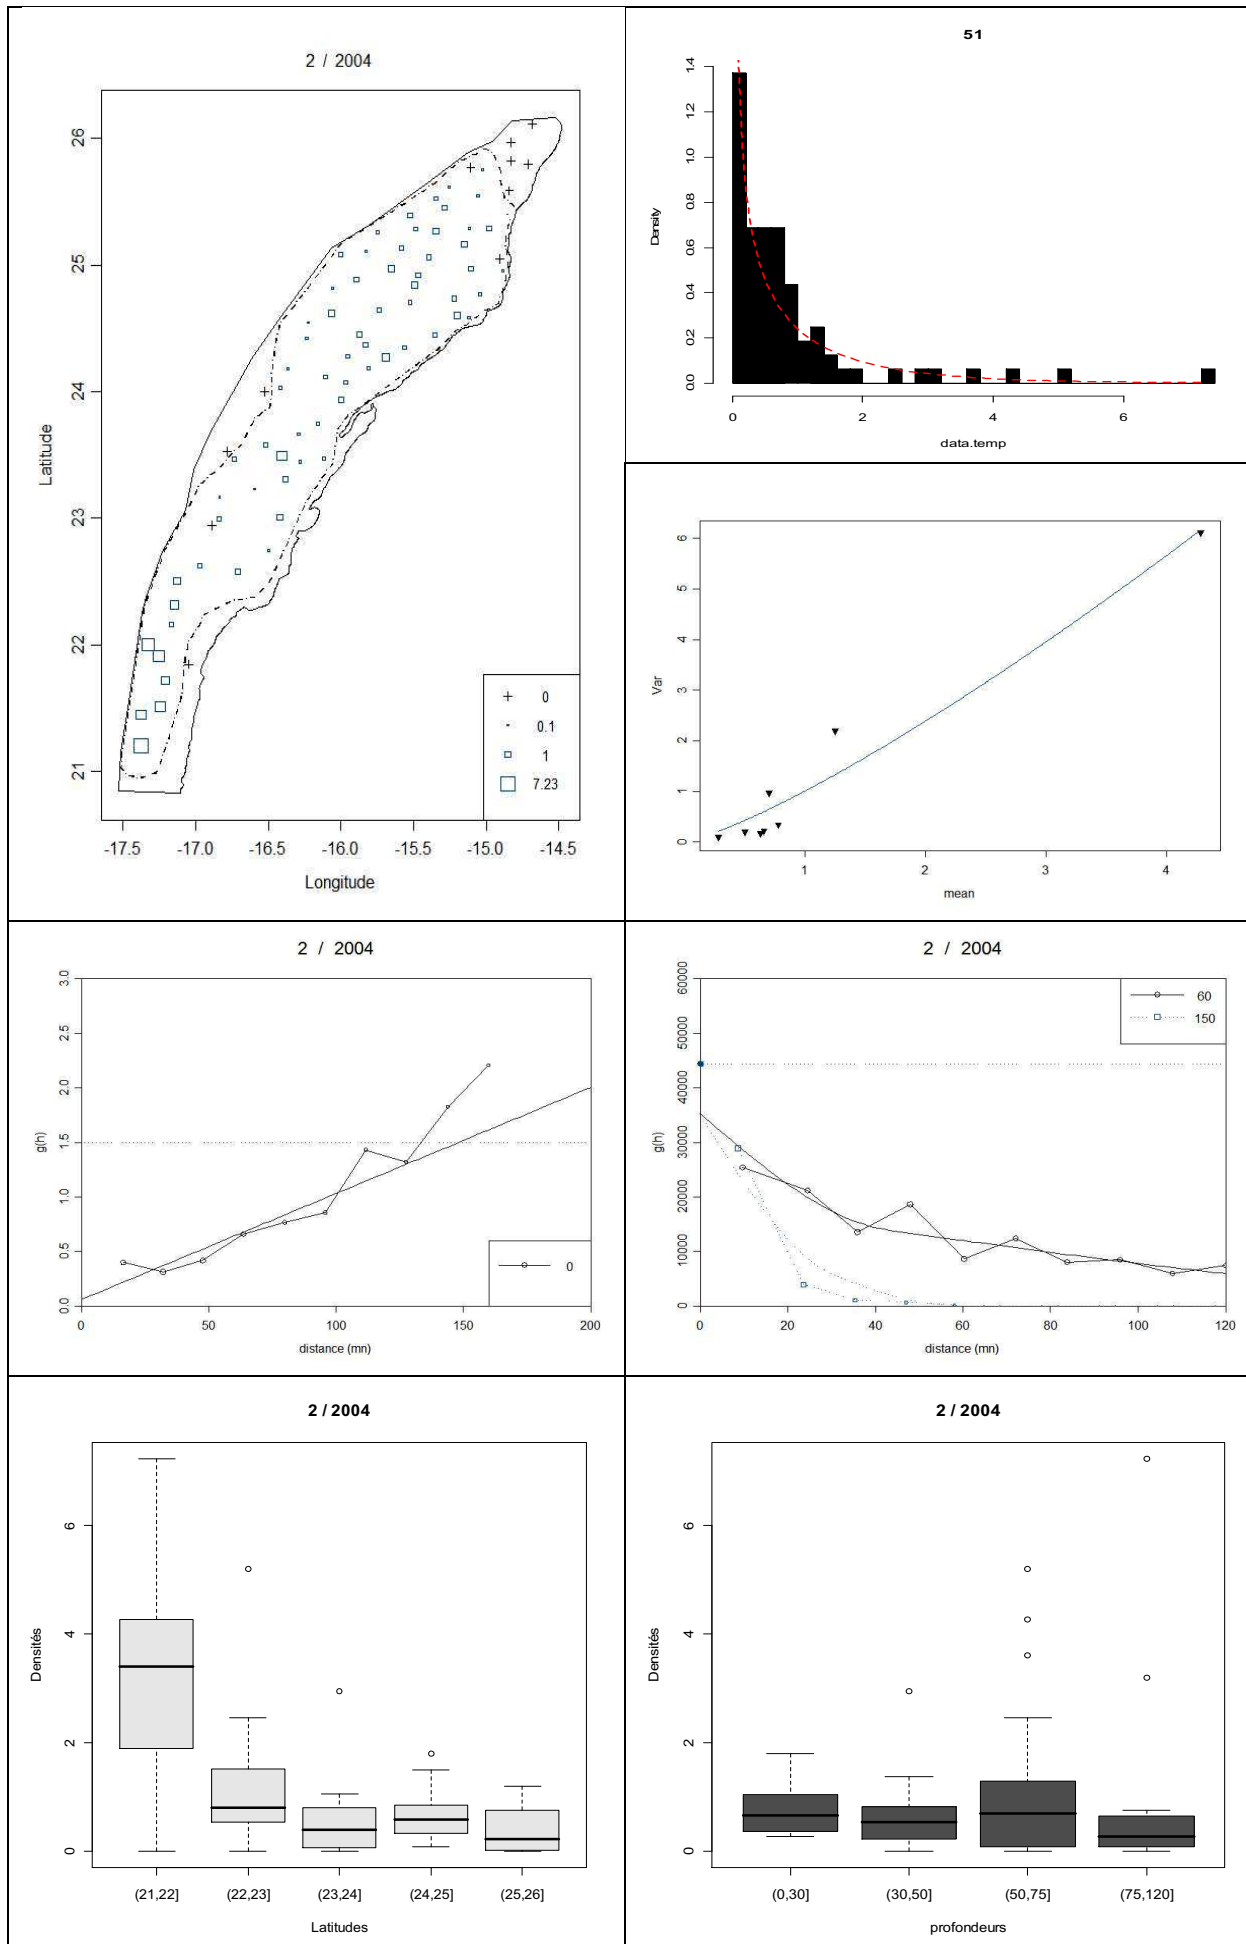 2 / 2004
Latitude
26
25
24
23
22
21
+ 0
0.1
1
7.23
-17.5 -17.0 -16.5 -16.0 -15.5 -15.0 -14.5
Longitude
51
Density
1.4
1.2
1.0
0.8
0.6
0.4
0.2
0.0
0 2 4 6
data.temp
Var
6
5
4
3
2
1
0
1 2 3 4
mean
2 / 2004
g(h)
3.0
2.5
2.0
1.5
1.0
0.5
0.0
0
0 50 100 150 200
distance (mn)
2 / 2004
g(h)
60000
50000
40000
30000
20000
10000
0
60
150
0 20 40 60 80 100 120
distance (mn)
2 / 2004
Densités
6
4
2
0
(21,22] (22,23] (23,24] (24,25] (25,26]
Latitudes
2 / 2004
Densités
6
4
2
0
(0,30] (30,50] (50,75] (75,120]
profondeurs